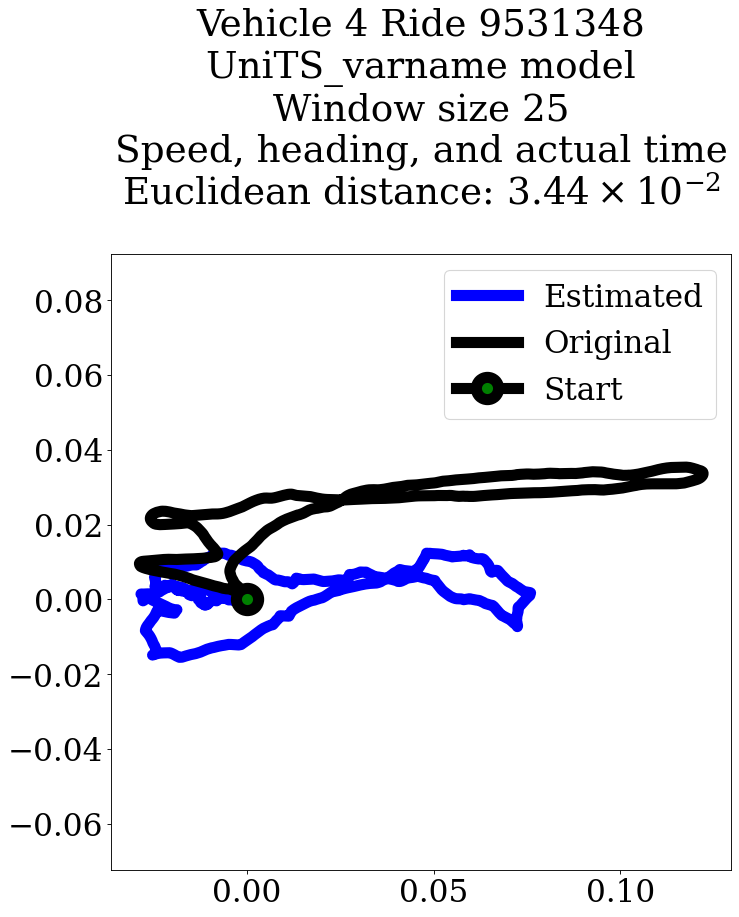 Vehicle 4 Ride 9531348
UniTS_varname model
Window size 25
Speed, heading, and actual time
Euclidean distance: 3.44 × 10⁻²
Estimated
Original
Start
0.08
0.06
0.04
0.02
0.00
−0.02
−0.04
−0.06
0.00 0.05 0.10